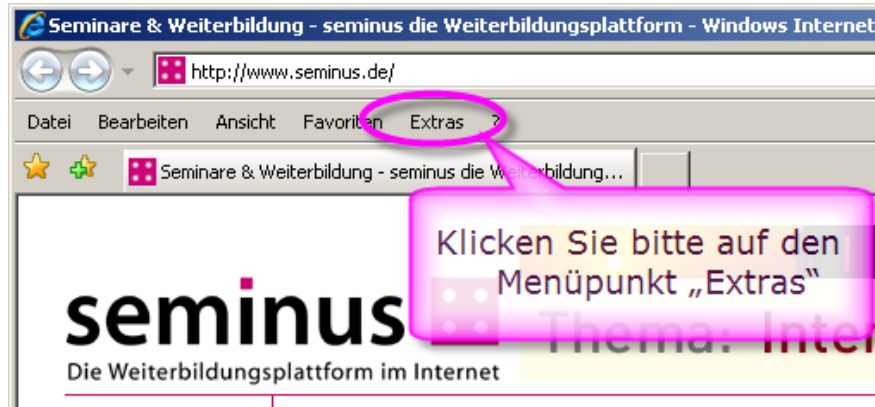 Seminare & Weiterbildung - seminus die Weiterbildungsplattform - Windows Internet
http://www.seminus.de/
Datei Bearbeiten Ansicht Favoriten Extras ?
Seminare & Weiterbildung - seminus die Weiterbildung...
Klicken Sie bitte auf den
Menüpunkt „Extras“
seminus
Thema: Inter
Die Weiterbildungsplattform im Internet